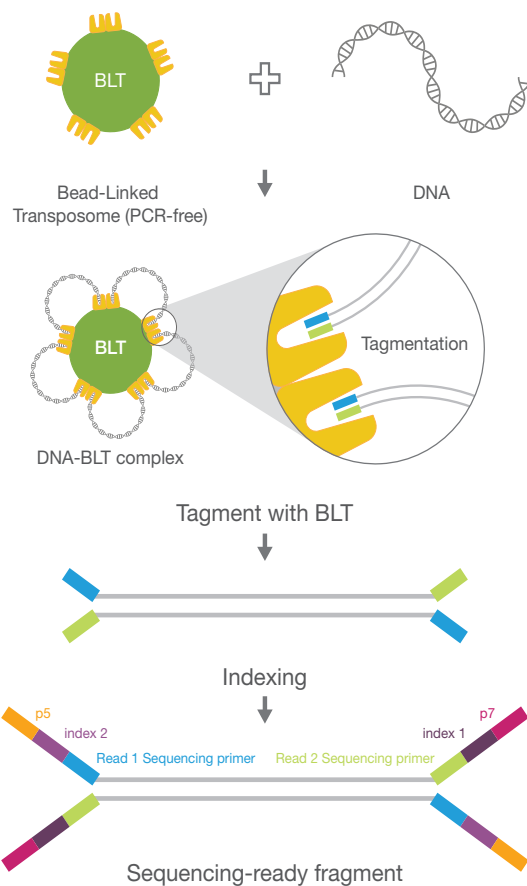 BLT
Bead-Linked
Transposome (PCR-free)
DNA
BLT
Tagmentation
DNA-BLT complex
Tagment with BLT
Indexing
p5
p7
index 2
index 1
Read 1 Sequencing primer
Read 2 Sequencing primer
Sequencing-ready fragment